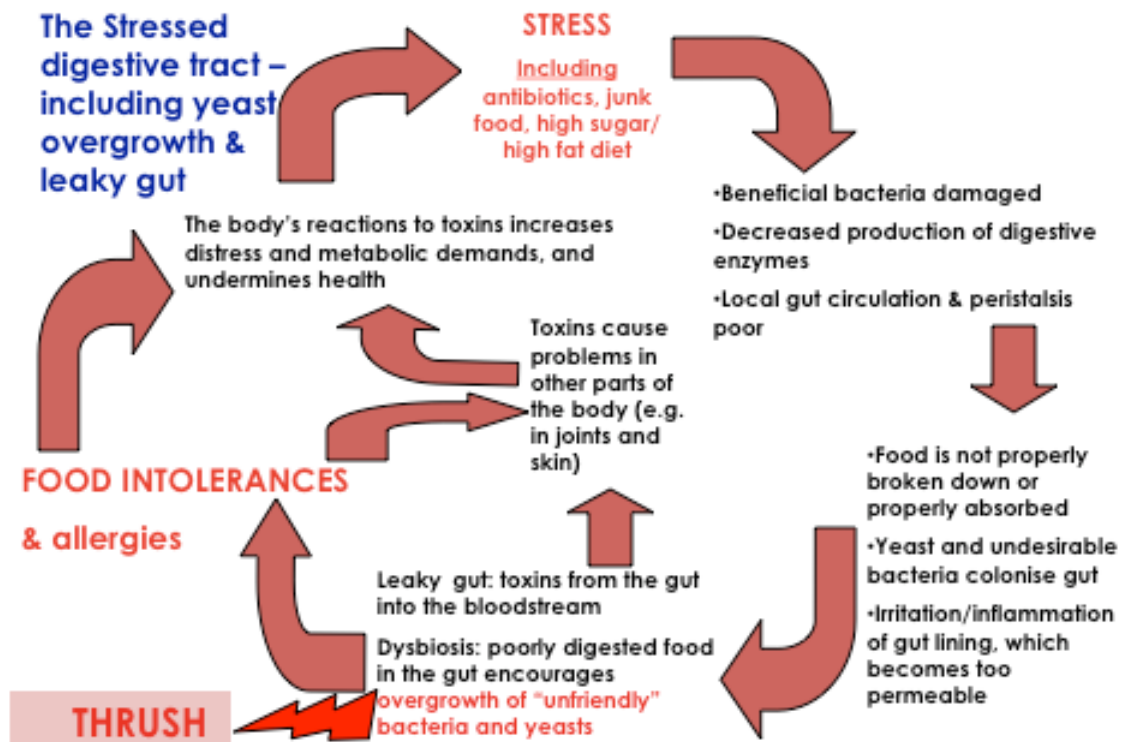 The Stressed
digestive tract –
including yeast
overgrowth &
leaky gut
STRESS
Including
antibiotics, junk
food, high sugar/
high fat diet
•Beneficial bacteria damaged
•Decreased production of digestive
enzymes
•Local gut circulation & peristalsis
poor
The body's reactions to toxins increases
distress and metabolic demands, and
undermines health
Toxins cause
problems in
other parts of
the body (e.g.
in joints and
skin)
•Food is not properly
broken down or
properly absorbed
•Yeast and undesirable
bacteria colonise gut
•Irritation/inflammation
of gut lining, which
becomes too
permeable
FOOD INTOLERANCES
& allergies
Leaky gut: toxins from the gut
into the bloodstream
Dysbiosis: poorly digested food
in the gut encourages
overgrowth of "unfriendly"
bacteria and yeasts
THRUSH